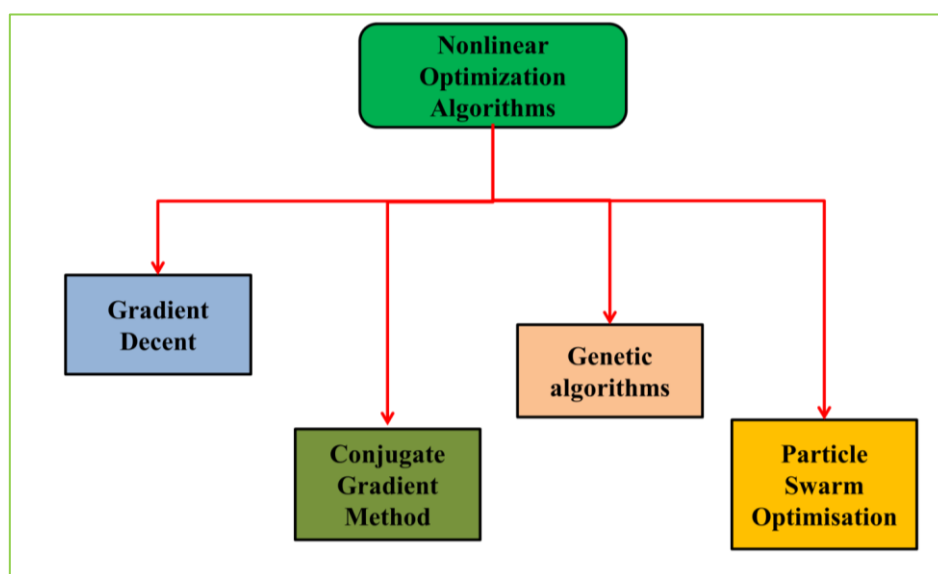 Nonlinear
Optimization
Algorithms
Gradient
Decent
Genetic
algorithms
Conjugate
Gradient
Method
Particle
Swarm
Optimisation